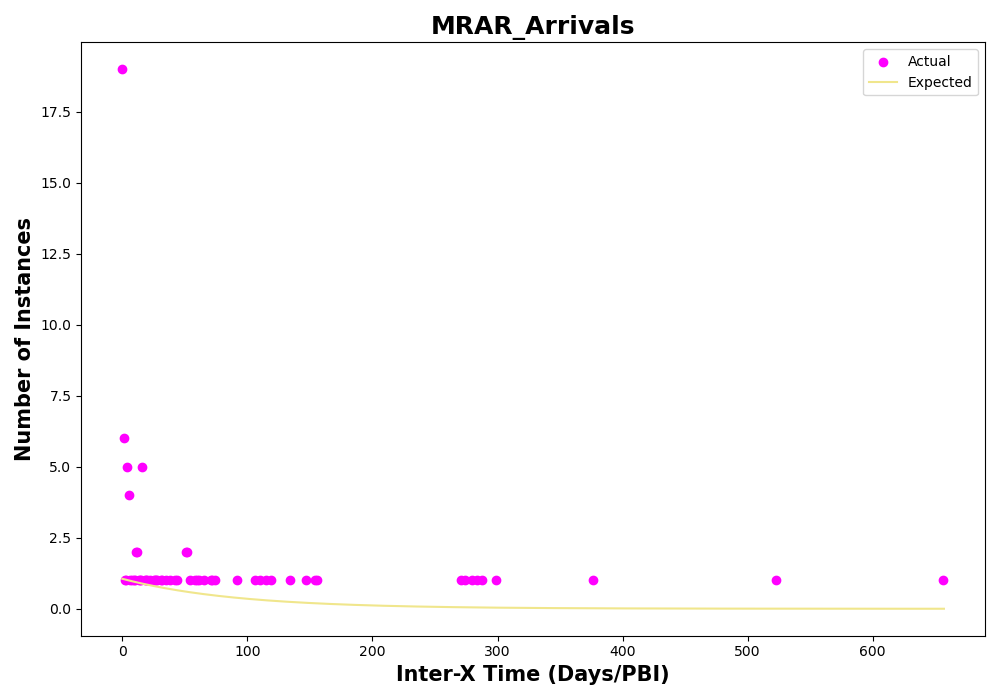 MRAR_Arrivals
Actual
Expected
17.5
15.0
12.5
10.0
7.5
5.0
2.5
0.0
Number of Instances
0 100 200 300 400 500 600
Inter-X Time (Days/PBI)